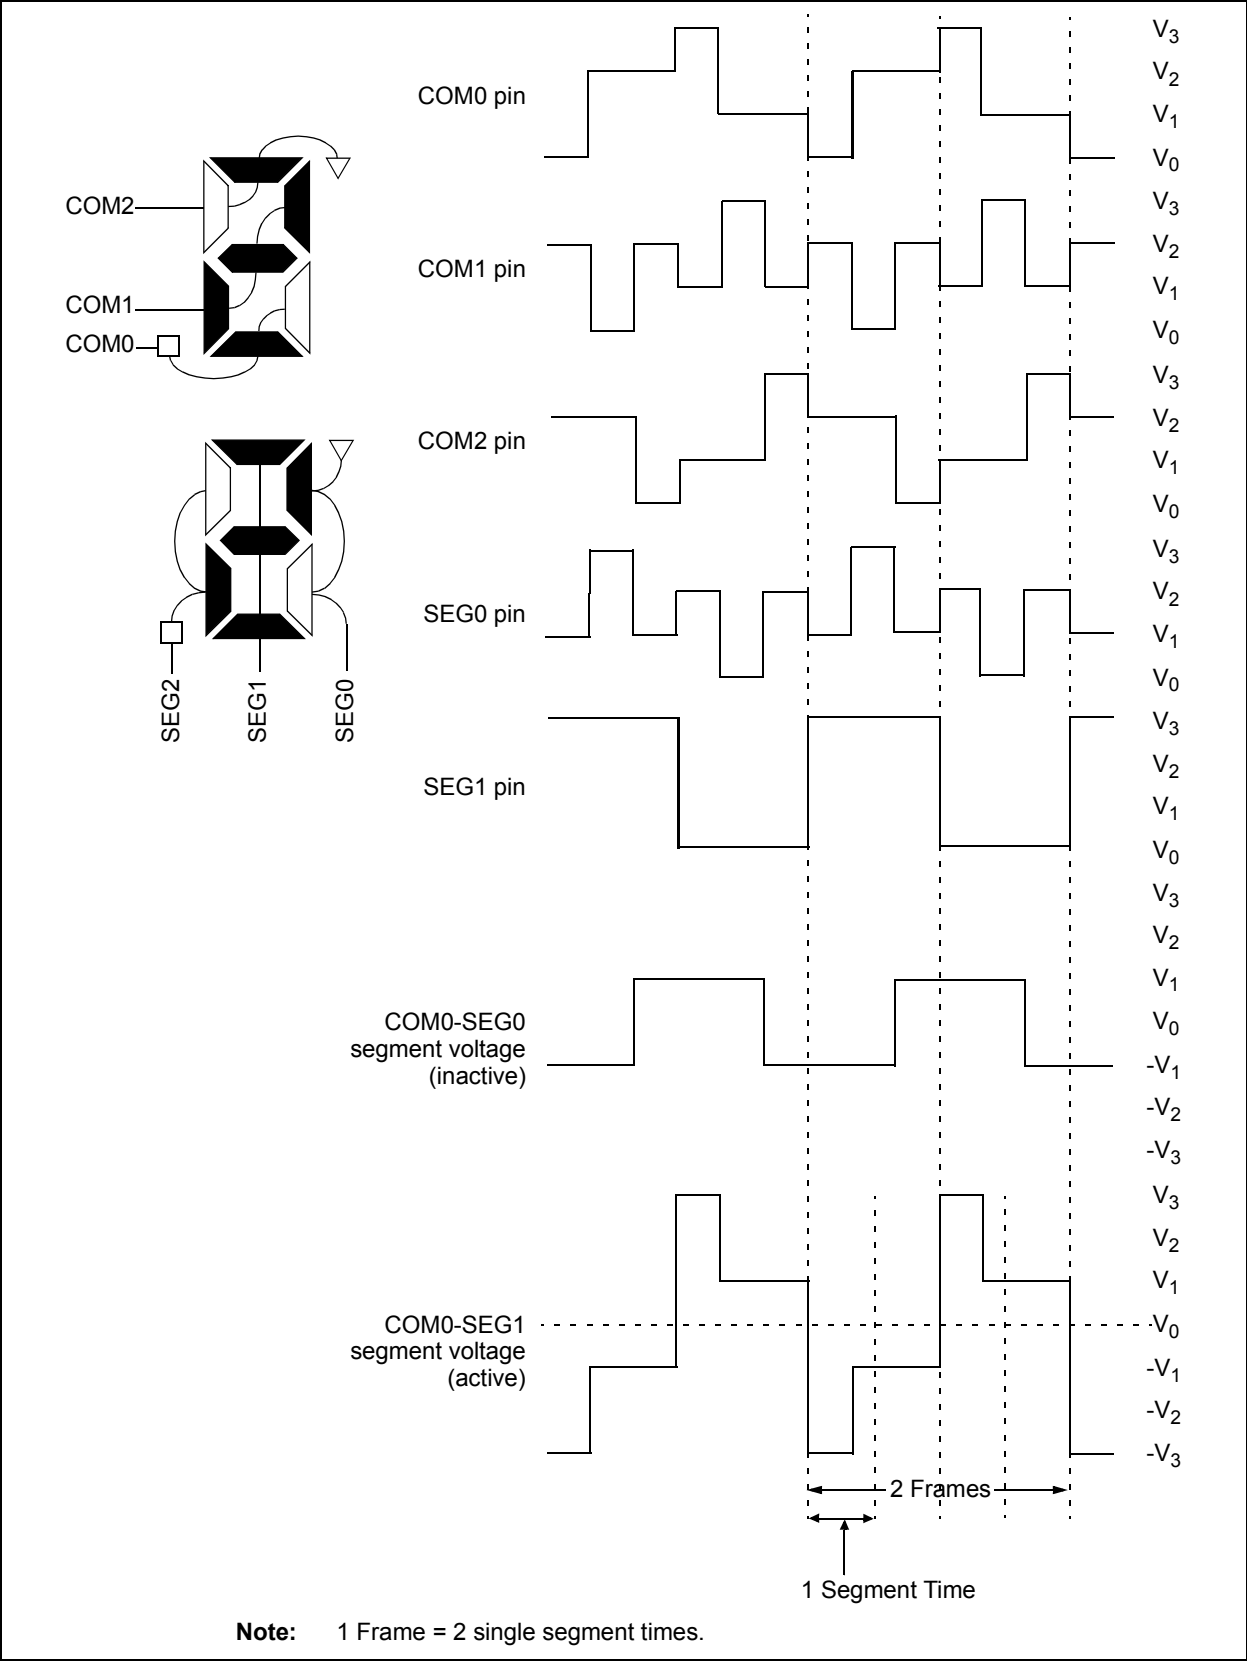 COM0 pin
V3
V2
V1
V0
COM2
COM1
COM0
COM1 pin
V3
V2
V1
V0
COM2 pin
V3
V2
V1
V0
SEG2
SEG1
SEG0
SEG0 pin
V3
V2
V1
V0
SEG1 pin
V3
V2
V1
V0
COM0-SEG0
segment voltage
(inactive)
V3
V2
V1
V0
-V1
-V2
-V3
COM0-SEG1
segment voltage
(active)
V3
V2
V1
V0
-V1
-V2
-V3
2 Frames
1 Segment Time
Note: 1 Frame = 2 single segment times.